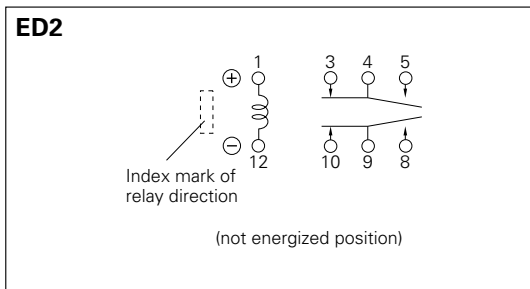 ED2
1 3 4 5
+
−
12 10 9 8
Index mark of
relay direction
(not energized position)